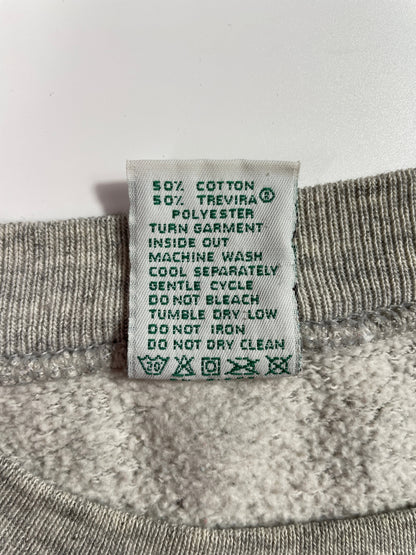 50% COTTON
50% TREVIRA®
POLYESTER
TURN GARMENT
INSIDE OUT
MACHINE WASH
COOL SEPARATELY
GENTLE CYCLE
DO NOT BLEACH
TUMBLE DRY LOW
DO NOT IRON
DO NOT DRY CLEAN
20